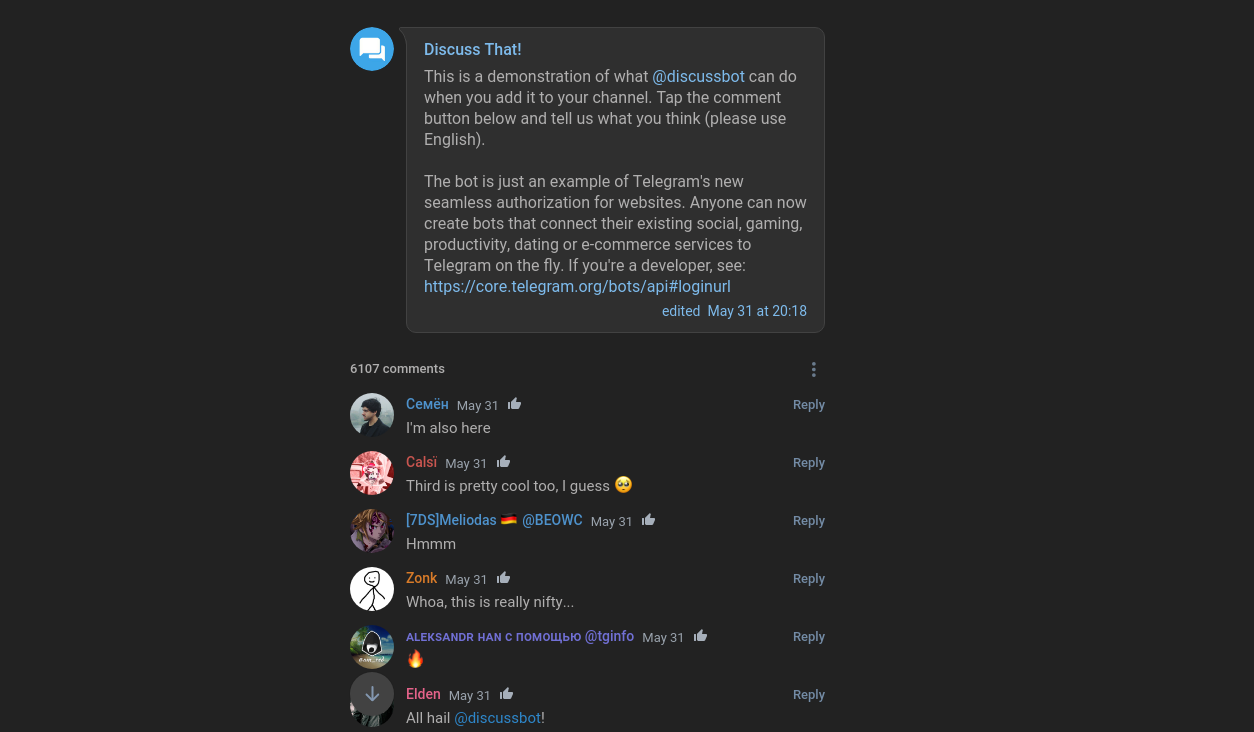 Discuss That!
This is a demonstration of what @discussbot can do
when you add it to your channel. Tap the comment
button below and tell us what you think (please use
English).
The bot is just an example of Telegram's new
seamless authorization for websites. Anyone can now
create bots that connect their existing social, gaming,
productivity, dating or e-commerce services to
Telegram on the fly. If you're a developer, see:
https://core.telegram.org/bots/api#loginurl
edited May 31 at 20:18
6107 comments
Семён May 31 Reply
I'm also here
Calsï May 31 Reply
Third is pretty cool too, I guess 🥺
[7DS]Meliodas 🇩🇪 @BEOWC May 31 Reply
Hmmm
Zonk May 31 Reply
Whoa, this is really nifty...
ᴀʟᴇᴋsᴀɴᴅʀ ʜᴀɴ с помощью @tginfo May 31 Reply
🔥
Elden May 31 Reply
All hail @discussbot!